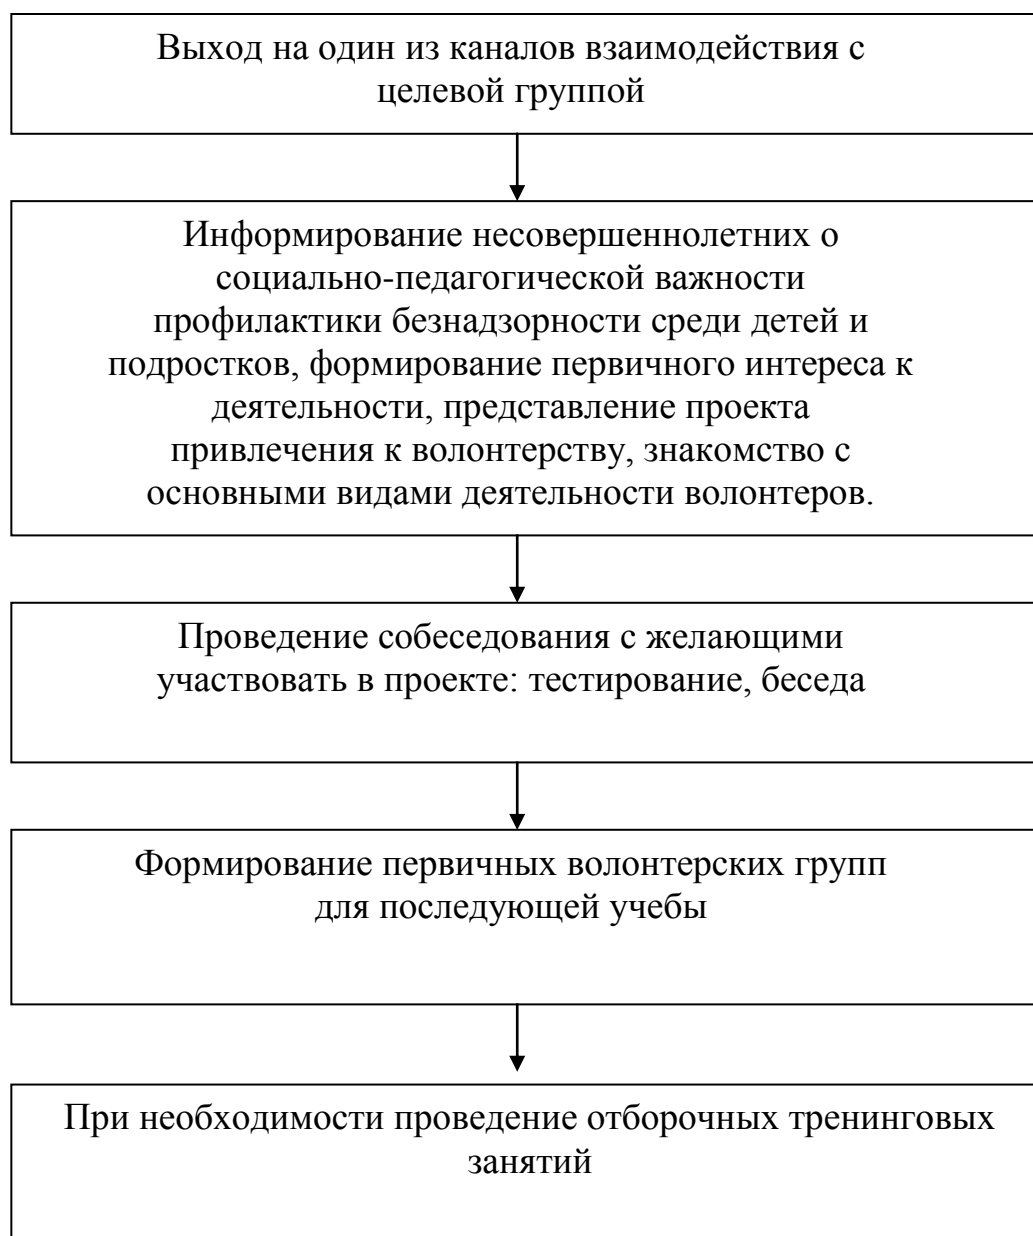 Выход на один из каналов взаимодействия с
целевой группой
Информирование несовершеннолетних о
социально-педагогической важности
профилактики безнадзорности среди детей и
подростков, формирование первичного интереса к
деятельности, представление проекта
привлечения к волонтерству, знакомство с
основными видами деятельности волонтеров.
Проведение собеседования с желающими
участвовать в проекте: тестирование, беседа
Формирование первичных волонтерских групп
для последующей учебы
При необходимости проведение отборочных тренинговых
занятий